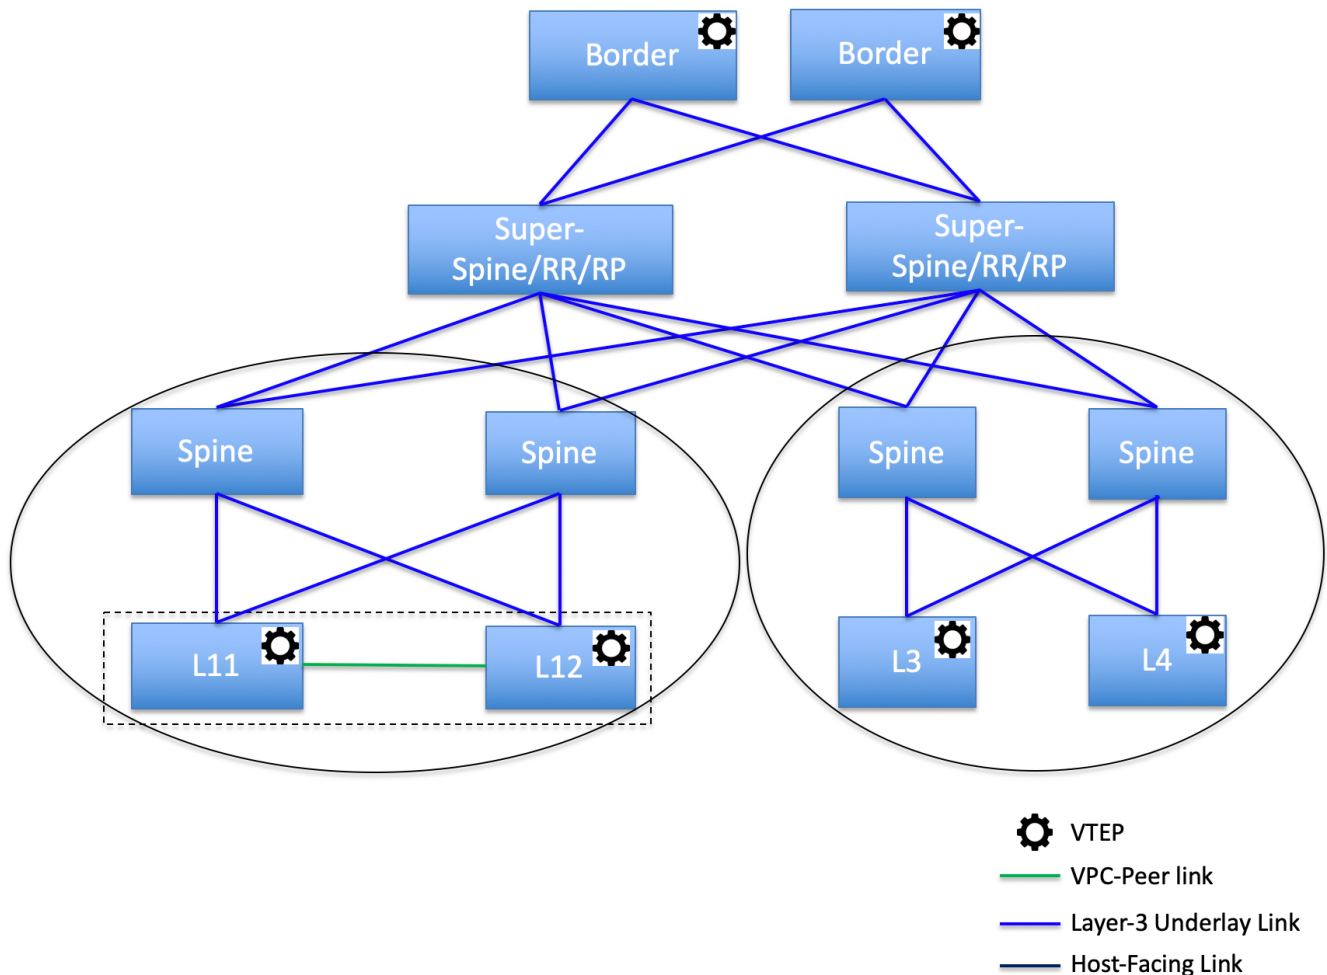 Border
Border
Super-
Spine/RR/RP
Super-
Spine/RR/RP
Spine
Spine
Spine
Spine
L11
L12
L3
L4
VTEP
VPC-Peer link
Layer-3 Underlay Link
Host-Facing Link